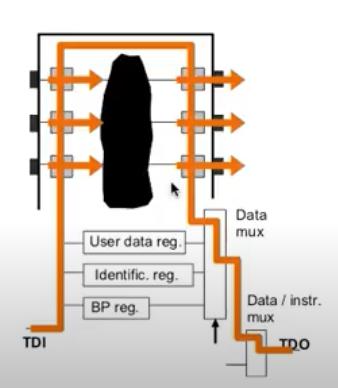 Data
mux
User data reg.
Identific. reg.
BP reg.
Data / instr.
mux
TDI
TDO